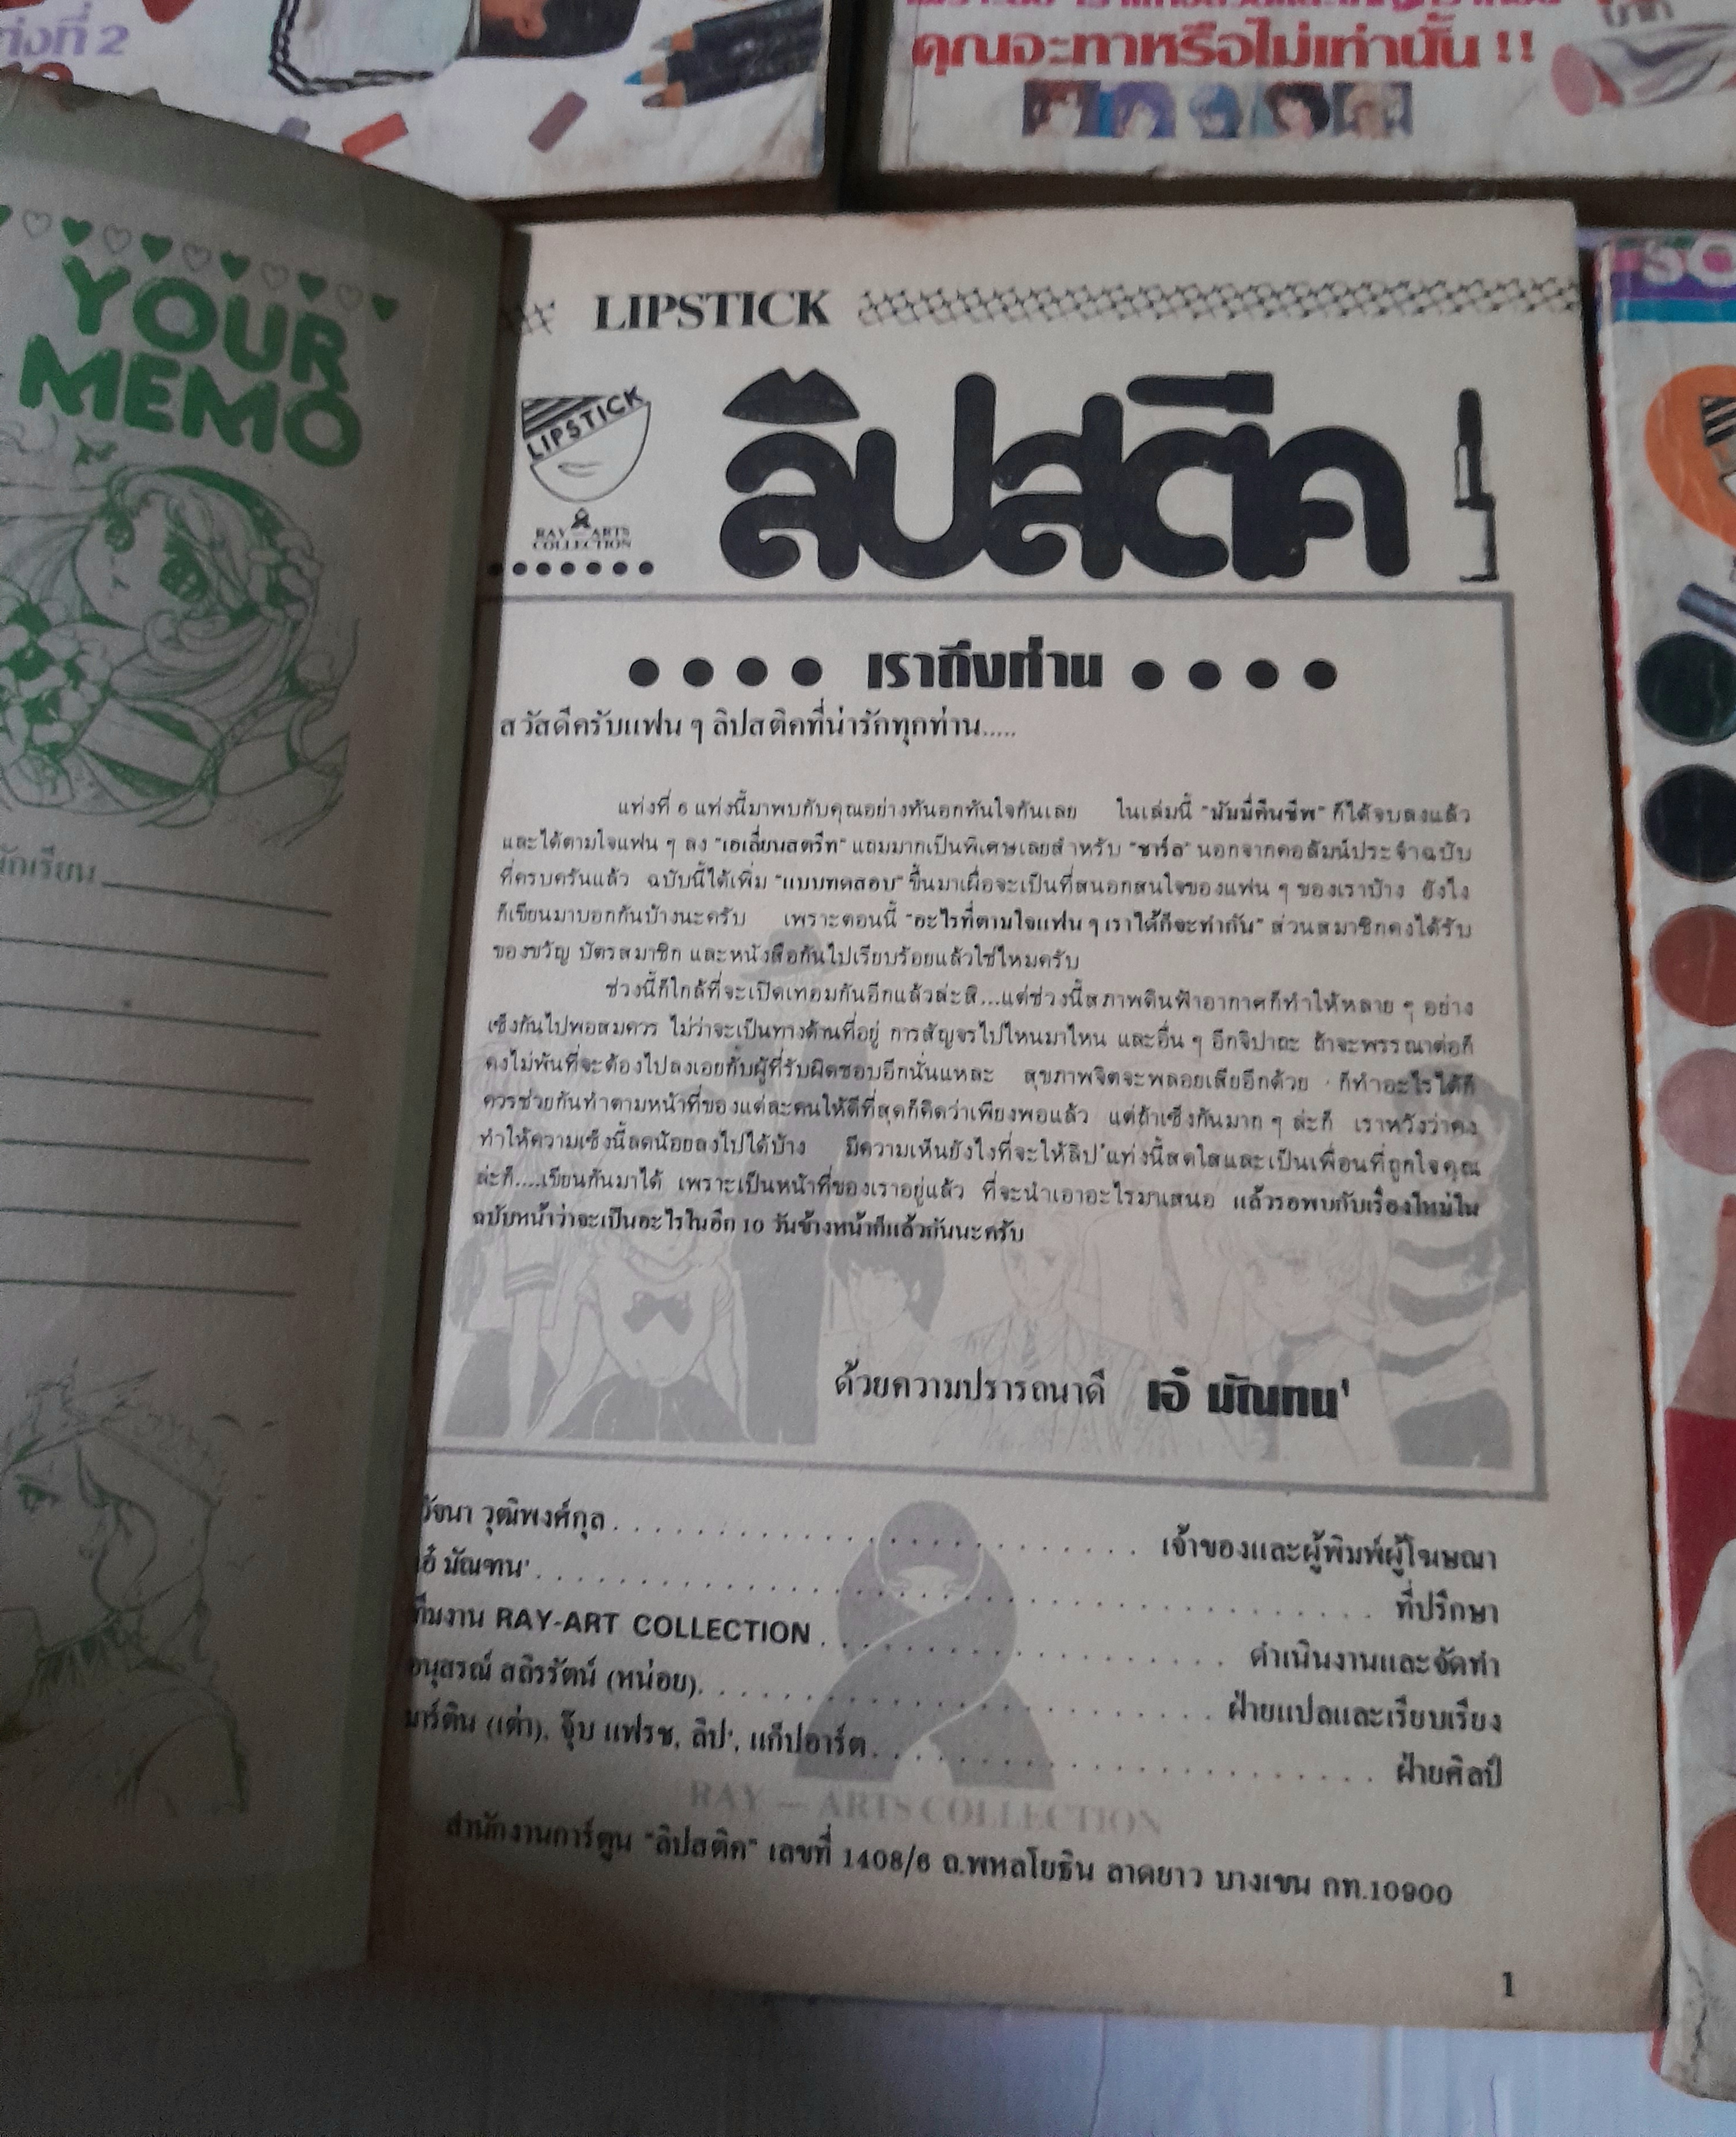 ท่งที่ 2
คุณจะทาหรือไม่เท่านั้น !!
YOUR
MEMO
นักเรียน
SO
LIPSTICK
LIPSTICK
RAY — ARTS
COLLECTION
ลิปสติค
เราถึงท่าน
สวัสดีครับแฟน ๆ ลิปสติคที่น่ารักทุกท่าน.....
แท่งที่ 6 แท่งนี้มาพบกับคุณอย่างทันอกทันใจกันเลย ในเล่มนี้ "มัมมี่คืนชีพ" ก็ได้จบลงแล้ว
และได้ตามใจแฟน ๆ ลง "เอเลี่ยนสตรีท" แถมมากเป็นพิเศษเลยสำหรับ "ชาร์ล" นอกจากคอลัมน์ประจำฉบับ
ที่ครบครันแล้ว ฉบับนี้ได้เพิ่ม "แบบทดสอบ" ขึ้นมาเผื่อจะเป็นที่สนอกสนใจของแฟน ๆ ของเราบ้าง ยังไง
ก็เขียนมาบอกกันบ้างนะครับ เพราะตอนนี้ "อะไรที่ตามใจแฟน ๆ เราได้ก็จะทำกัน" ส่วนสมาชิกคงได้รับ
ของขวัญ บัตรสมาชิก และหนังสือกันไปเรียบร้อยแล้วใช่ไหมครับ
ช่วงนี้ก็ใกล้ที่จะเปิดเทอมกันอีกแล้วล่ะสิ...แต่ช่วงนี้สภาพดินฟ้าอากาศก็ทำให้หลาย ๆ อย่าง
เซ็งกันไปพอสมควร ไม่ว่าจะเป็นทางด้านที่อยู่ การสัญจรไปไหนมาไหน และอื่น ๆ อีกจิปาถะ ถ้าจะพรรณาต่อก็
คงไม่พ้นที่จะต้องไปลงเอยกับผู้ที่รับผิดชอบอีกนั่นแหละ สุขภาพจิตจะพลอยเสียอีกด้วย ก็ทำอะไรได้ก็
ควรช่วยกันทำตามหน้าที่ของแต่ละคนให้ดีที่สุดก็คิดว่าเพียงพอแล้ว แต่ถ้าเซ็งกันมาก ๆ ล่ะก็ เราหวังว่าคง
ทำให้ความเซ็งนี้ลดน้อยลงไปได้บ้าง มีความเห็นยังไงที่จะให้ลิป'แท่งนี้สดใสและเป็นเพื่อนที่ถูกใจคุณ
ล่ะก็....เขียนกันมาได้ เพราะเป็นหน้าที่ของเราอยู่แล้ว ที่จะนำเอาอะไรมาเสนอ แล้วรอพบกับเรื่องใหม่ใน
ฉบับหน้าว่าจะเป็นอะไรในอีก 10 วันข้างหน้าก็แล้วกันนะครับ
ด้วยความปรารถนาดี เอ๋ มัณฑน'
วัจนา วุฒิพงศ์กุล เจ้าของและผู้พิมพ์ผู้โฆษณา
เอ๋ มัณฑน' ที่ปรึกษา
ทีมงาน RAY-ART COLLECTION ดำเนินงานและจัดทำ
อนุสรณ์ สถิรรัตน์ (หน่อย) ฝ่ายแปลและเรียบเรียง
มาร์ติน (เต่า), จุ๊บ แฟรช, ลิป', แก๊ปอาร์ต ฝ่ายศิลป์
RAY — ARTS COLLECTION
สำนักงานการ์ตูน "ลิปสติค" เลขที่ 1408/6 ถ.พหลโยธิน ลาดยาว บางเขน กท.10900
1